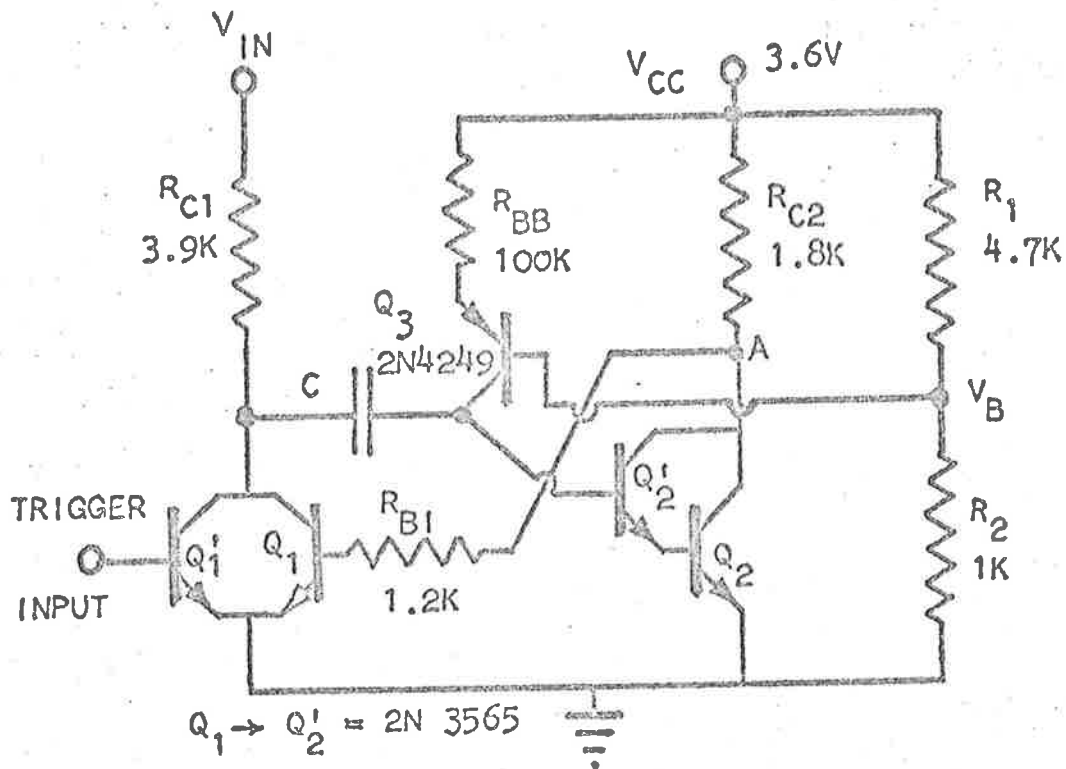 V IN
V CC 3.6V
R C1
3.9K
R BB
100K
R C2
1.8K
R 1
4.7K
Q 3
2N4249
A
C
V B
TRIGGER
INPUT
Q 1 '
Q 1
R B1
1.2K
Q 2 '
Q 2
R 2
1K
Q 1 → Q 2 ' = 2N 3565